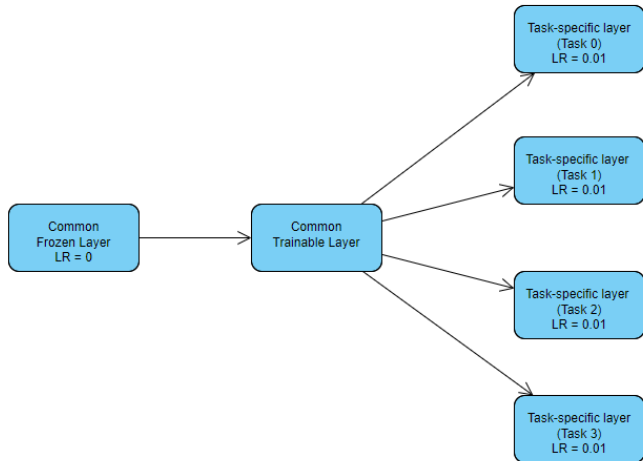 Task-specific layer
(Task 0)
LR = 0.01
Task-specific layer
(Task 1)
LR = 0.01
Common
Frozen Layer
LR = 0
Common
Trainable Layer
Task-specific layer
(Task 2)
LR = 0.01
Task-specific layer
(Task 3)
LR = 0.01